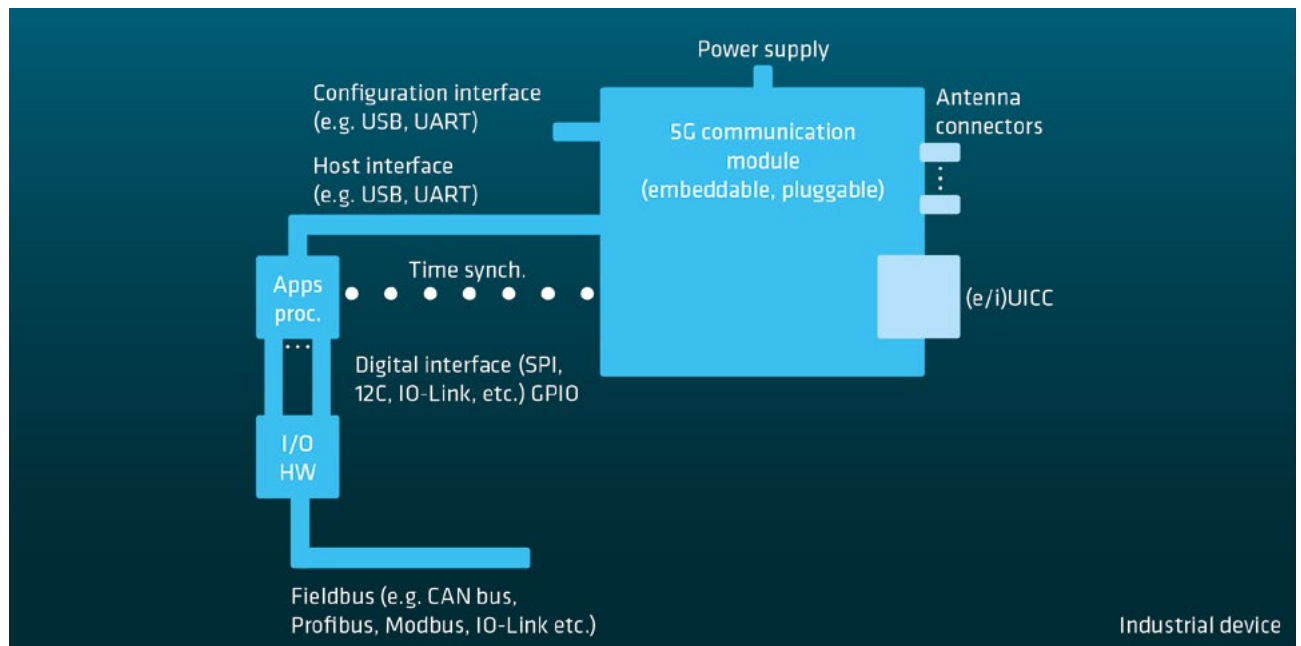 Power supply
Configuration interface
(e.g. USB, UART)
Antenna
connectors
5G communication
module
(embeddable, pluggable)
Host interface
(e.g. USB, UART)
Time synch.
Apps
proc.
(e/i)UICC
...
Digital interface (SPI,
12C, IO-Link, etc.) GPIO
I/O
HW
Fieldbus (e.g. CAN bus,
Profibus, Modbus, IO-Link etc.)
Industrial device